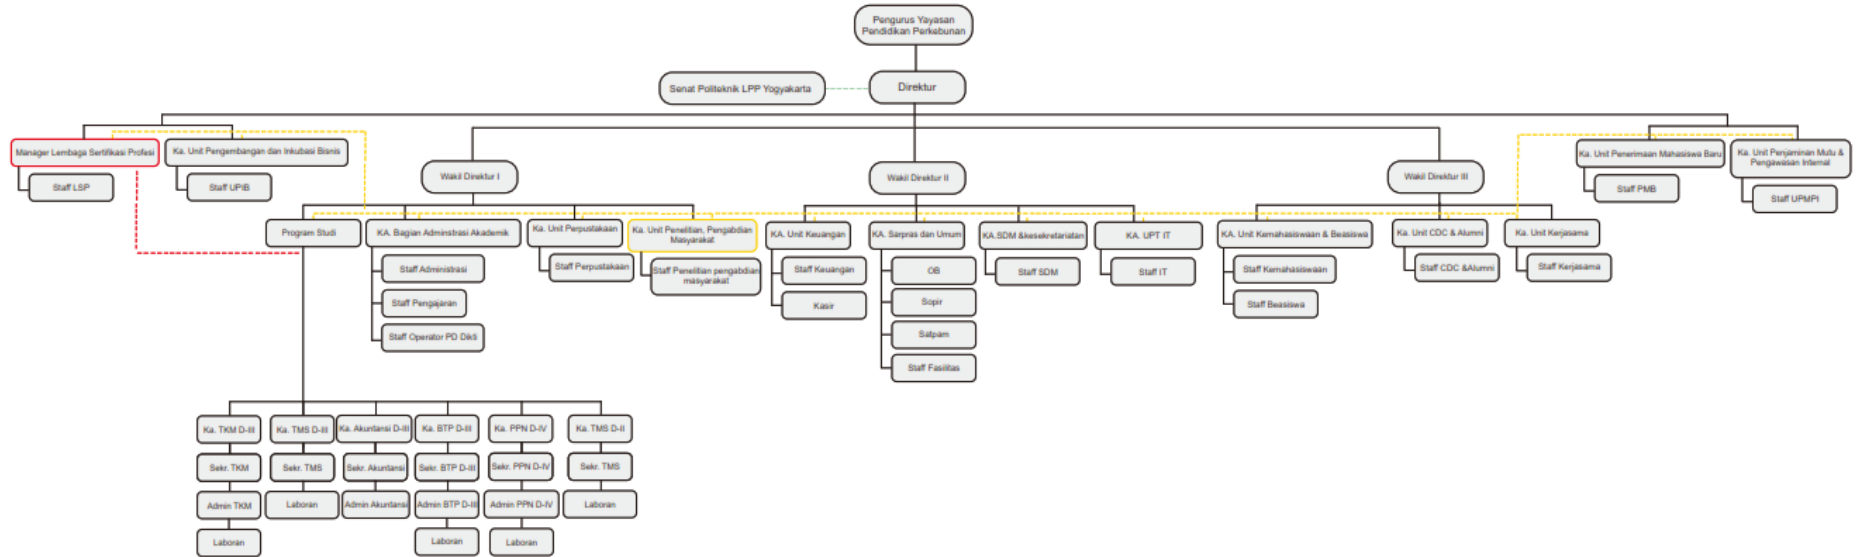 Pengurus Yayasan
Pendidikan Perkebunan
Senat Politeknik LPP Yogyakarta
Direktur
Manager Lembaga Sertifikasi Profesi
Ka. Unit Pengembangan dan Inkubasi Bisnis
Staff LSP
Staff UPIB
Wakil Direktur I
Wakil Direktur II
Wakil Direktur III
Ka. Unit Penerimaan Mahasiswa Baru
Ka. Unit Penjaminan Mutu &
Pengawasan Internal
Staff PMB
Staff UPMPI
Program Studi
KA. Bagian Adminstrasi Akademik
Ka. Unit Perpustakaan
Ka. Unit Penelitian, Pengabdian
Masyarakat
KA. Unit Keuangan
KA. Sarpras dan Umum
KA.SDM &kesekretariatan
KA. UPT IT
KA. Unit Kemahasiswaan & Beasiswa
Ka. Unit CDC & Alumni
Ka. Unit Kerjasama
Staff Administrasi
Staff Pengajaran
Staff Operator PD Dikti
Staff Perpustakaan
Staff Penelitian pengabdian
masyarakat
Staff Keuangan
Kasir
OB
Sopir
Satpam
Staff Fasilitas
Staff SDM
Staff IT
Staff Kemahasiswaan
Staff Beasiswa
Staff CDC &Alumni
Staff Kerjasama
Ka. TKM D-III
Ka. TMS D-III
Ka. Akuntansi D-III
Ka. BTP D-III
Ka. PPN D-IV
Ka. TMS D-II
Sekr. TKM
Sekr. TMS
Sekr. Akuntansi
Sekr. BTP D-III
Sekr. PPN D-IV
Sekr. TMS
Admin TKM
Laboran
Admin Akuntansi
Admin BTP D-III
Admin PPN D-IV
Laboran
Laboran
Laboran
Laboran